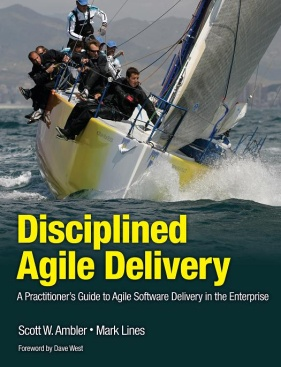 Disciplined
Agile Delivery
A Practitioner's Guide to Agile Software Delivery in the Enterprise
Scott W. Ambler • Mark Lines
Foreword by Dave West